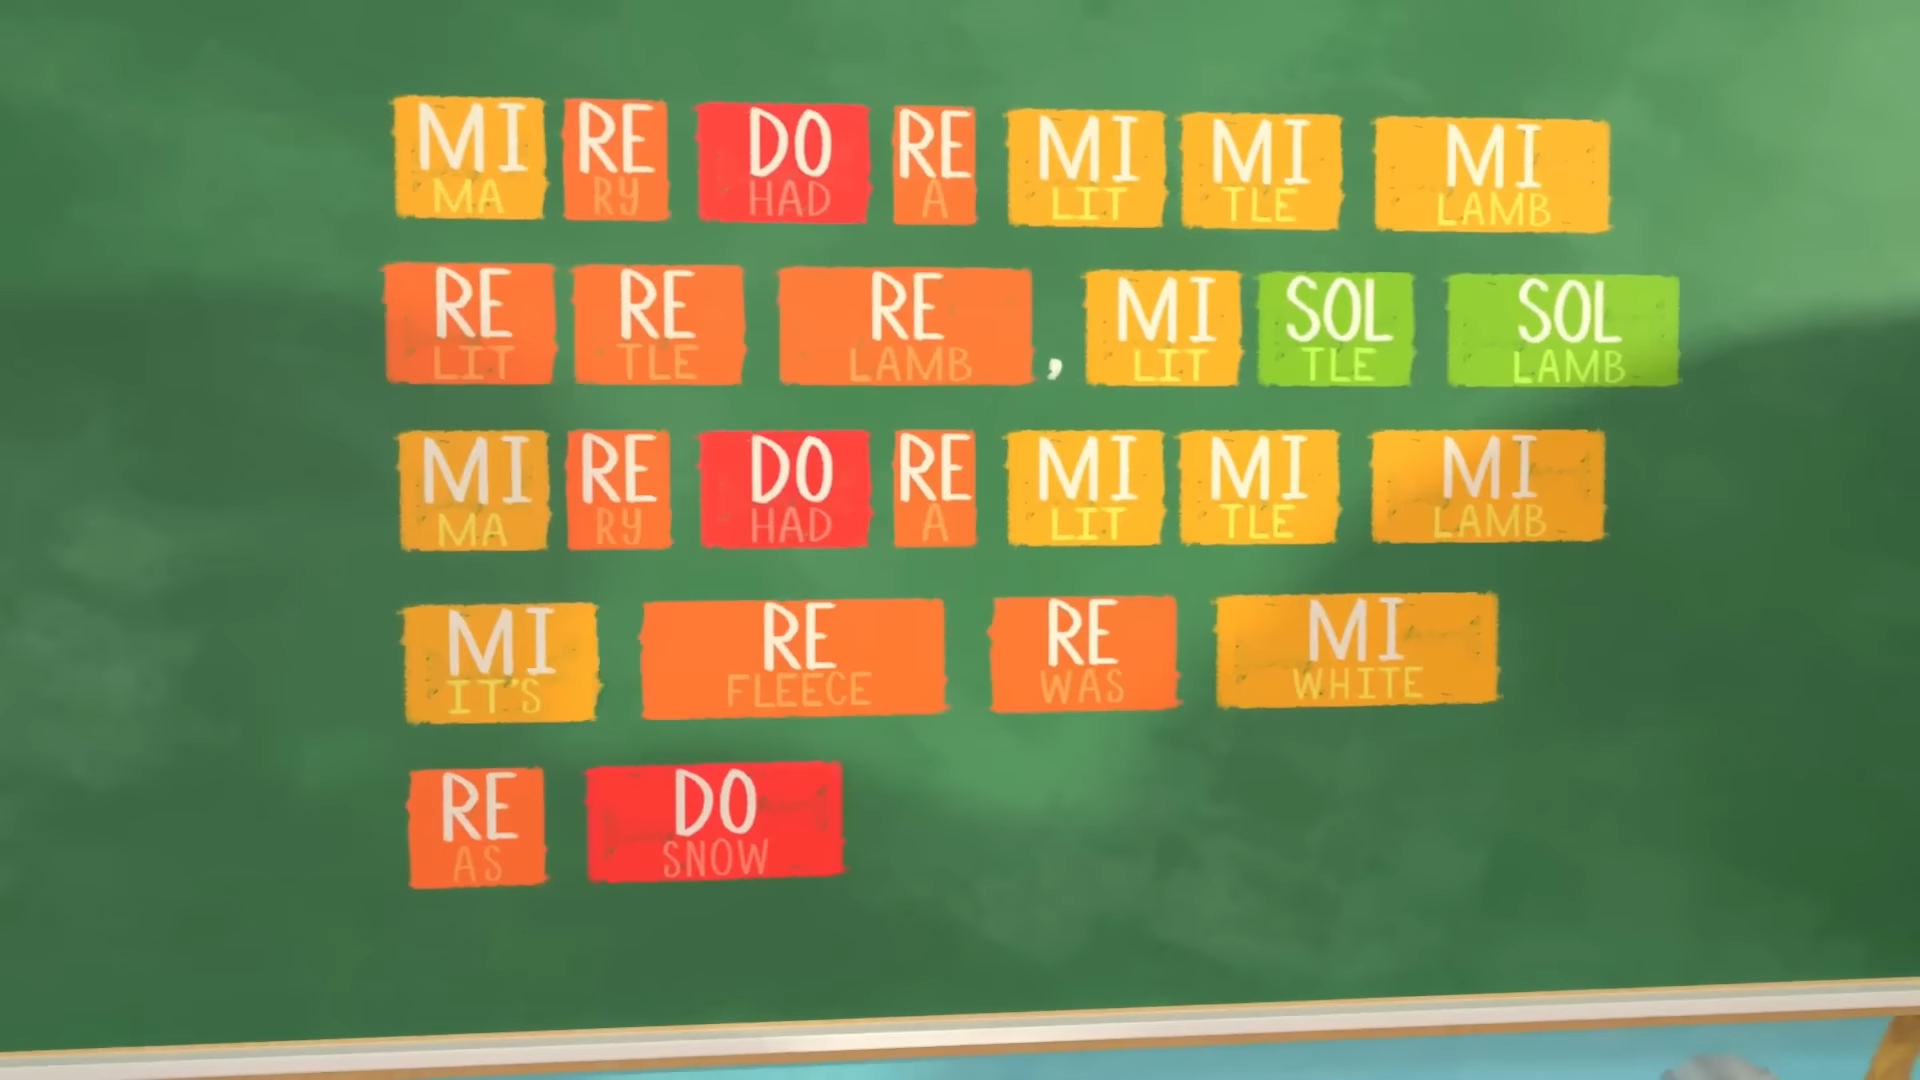 MI RE DO RE MI MI MI
MA RY HAD A LIT TLE LAMB
RE RE RE , MI SOL SOL
LIT TLE LAMB LIT TLE LAMB
MI RE DO RE MI MI MI
MA RY HAD A LIT TLE LAMB
MI RE RE MI
IT'S FLEECE WAS WHITE
RE DO
AS SNOW